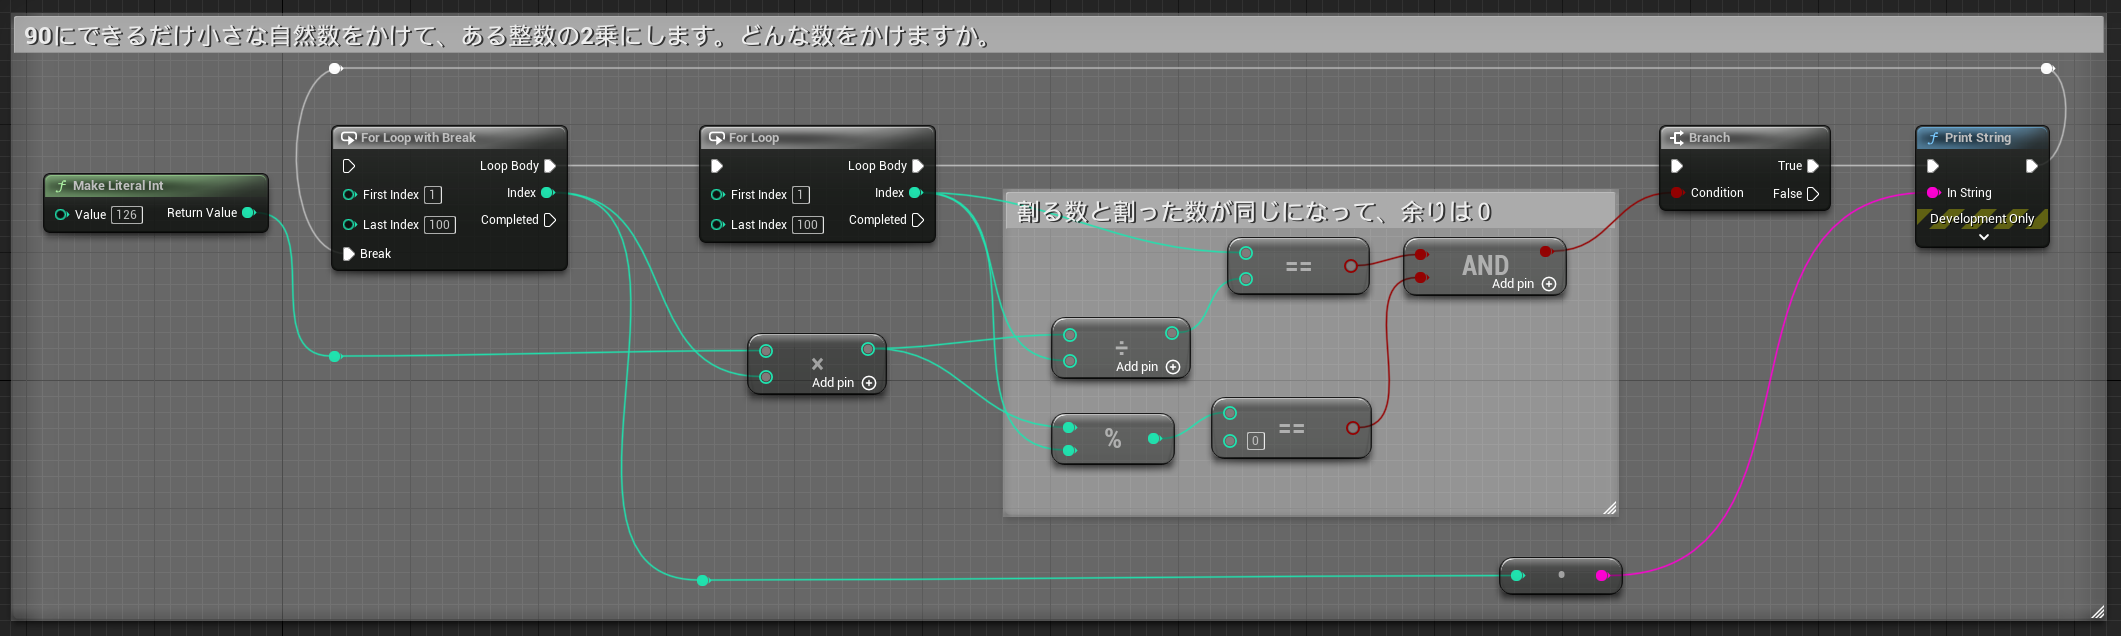 90にできるだけ小さな自然数をかけて、ある整数の2乗にします。どんな数をかけますか。
For Loop with Break
Loop Body
First Index 1
Index
Last Index 100
Completed
Break
For Loop
Loop Body
First Index 1
Index
Last Index 100
Completed
Branch
True
Condition
False
f Print String
In String
Development Only
f Make Literal Int
Value 126
Return Value
割る数と割った数が同じになって、余りは0
==
AND
Add pin
×
Add pin
÷
Add pin
%
0
==